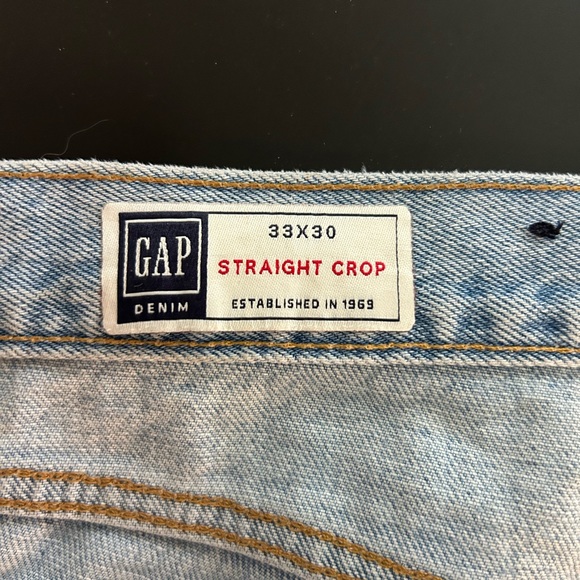 GAP
DENIM
33X30
STRAIGHT CROP
ESTABLISHED IN 1969